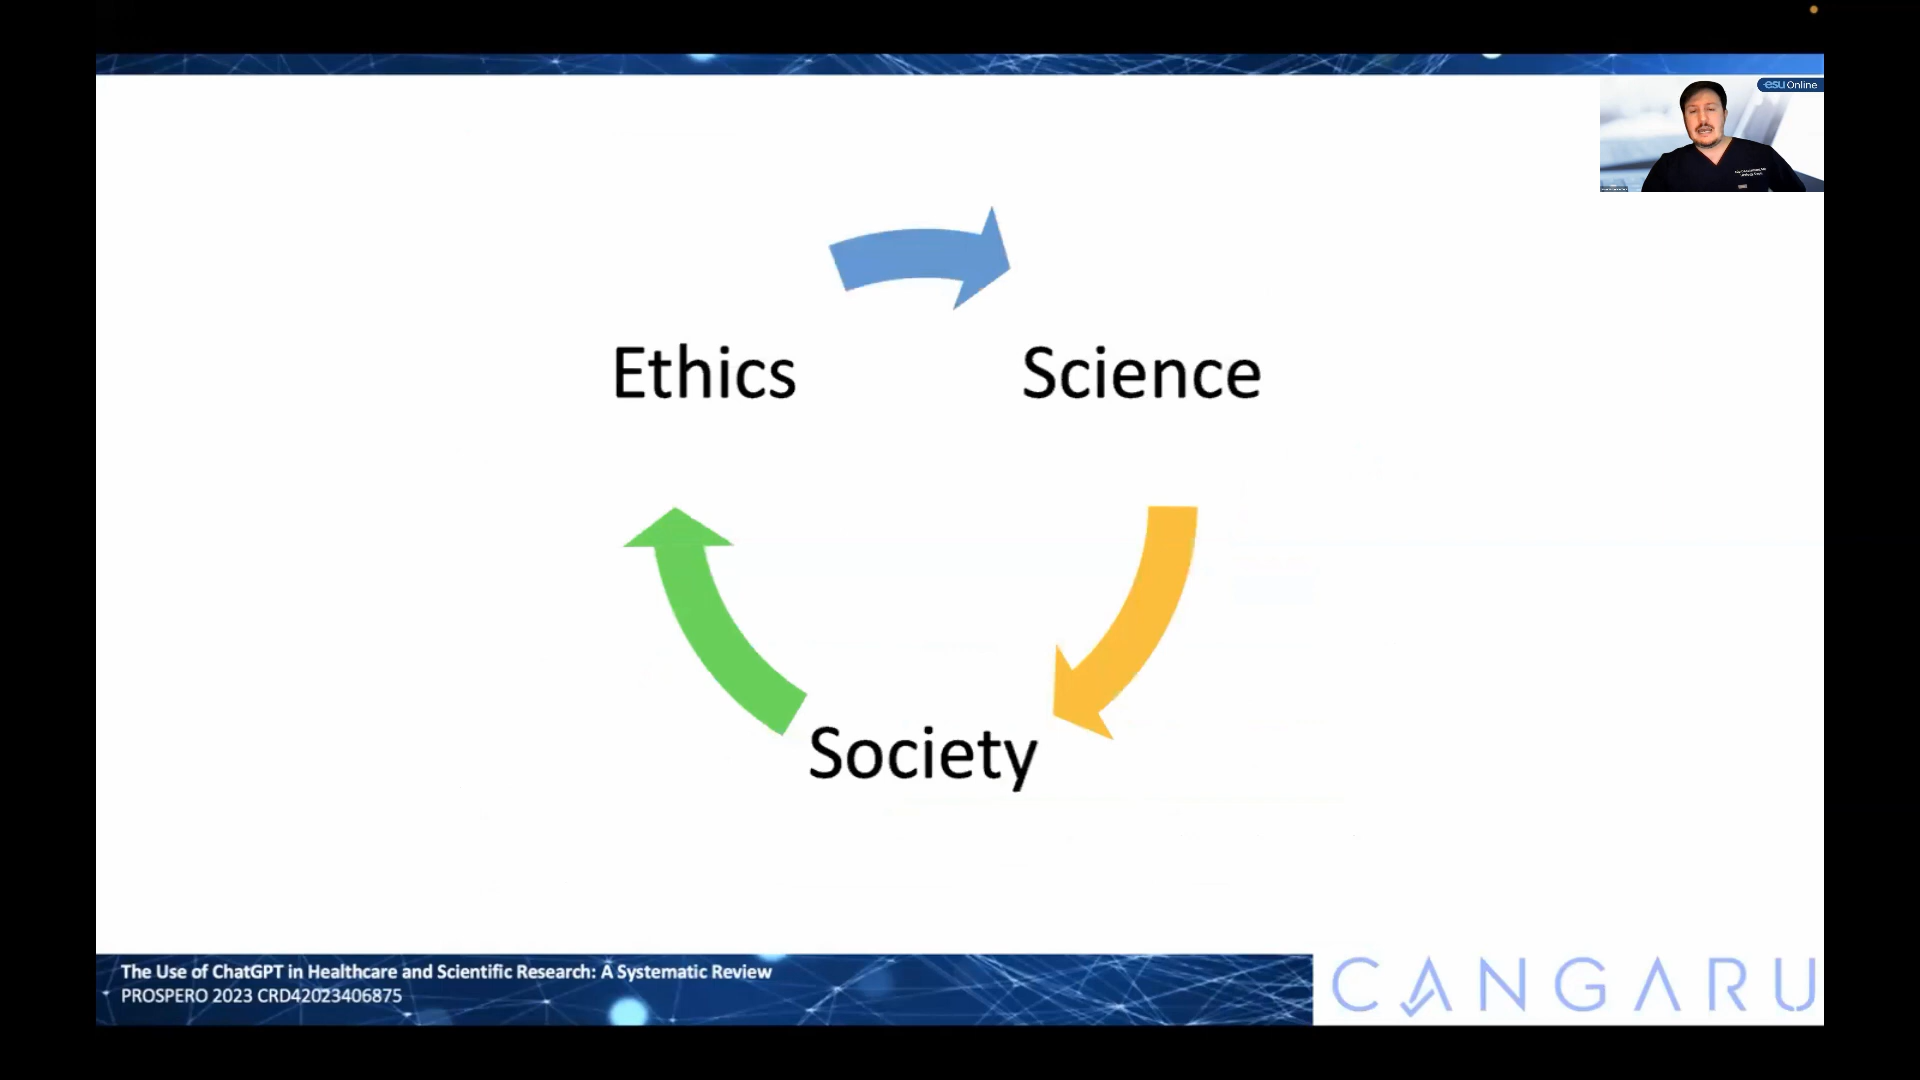 esu Online
Ethics
Science
Society
The Use of ChatGPT in Healthcare and Scientific Research: A Systematic Review
PROSPERO 2023 CRD42023406875
CANGARU